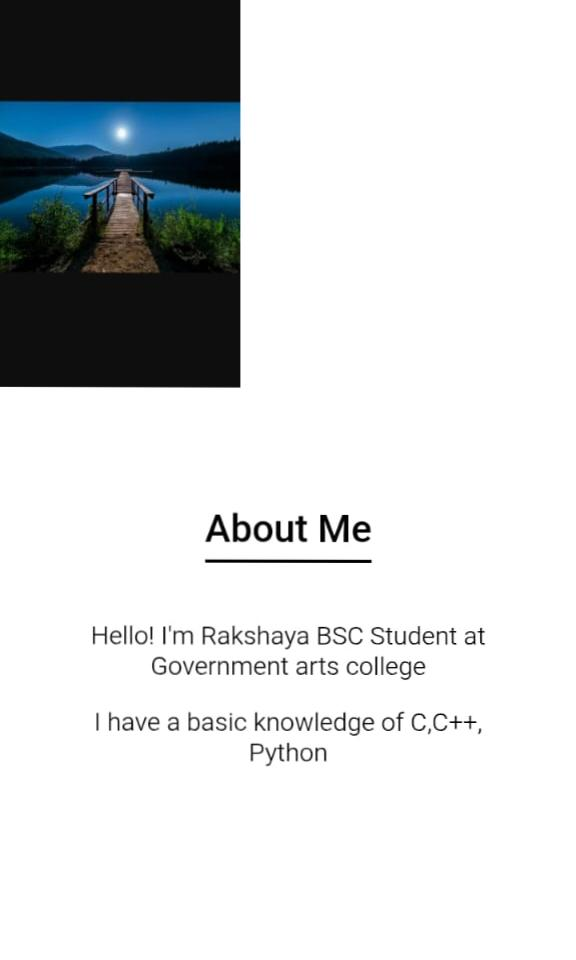 About Me
Hello! I'm Rakshaya BSC Student at
Government arts college
I have a basic knowledge of C,C++,
Python